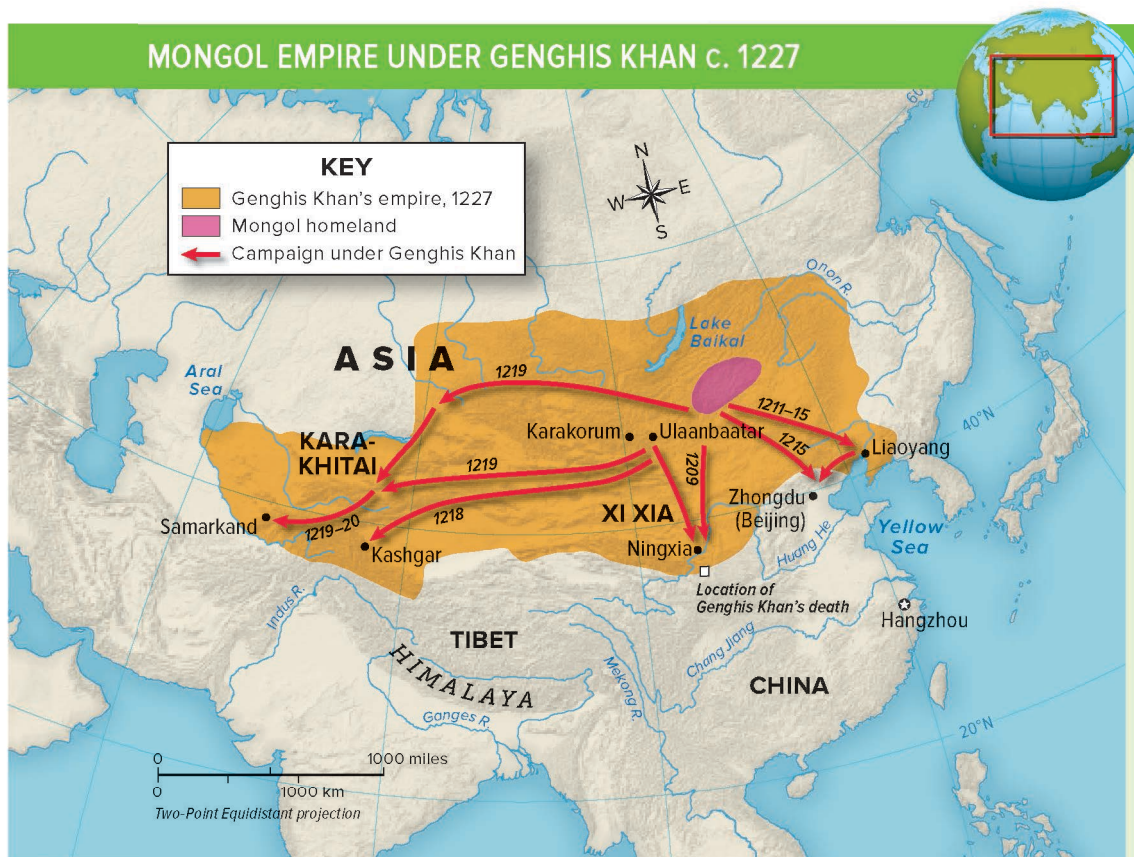 MONGOL EMPIRE UNDER GENGHIS KHAN c. 1227
KEY
Genghis Khan's empire, 1227
Mongol homeland
Campaign under Genghis Khan
N
W
E
S
60°
Onon R.
Lake
Baikal
ASIA
Aral
Sea
1219
1211–15
40°N
KARA-
KHITAI
Karakorum
Ulaanbaatar
1215
Liaoyang
1219
1209
Zhongdu
(Beijing)
1218
XI XIA
Samarkand
1219–20
Kashgar
Ningxia
Huang He
Yellow
Sea
Location of
Genghis Khan's death
Indus R.
Hangzhou
TIBET
HIMALAYA
Chang Jiang
Mekong R.
CHINA
Ganges R.
20°N
0
1000 miles
0
1000 km
Two-Point Equidistant projection